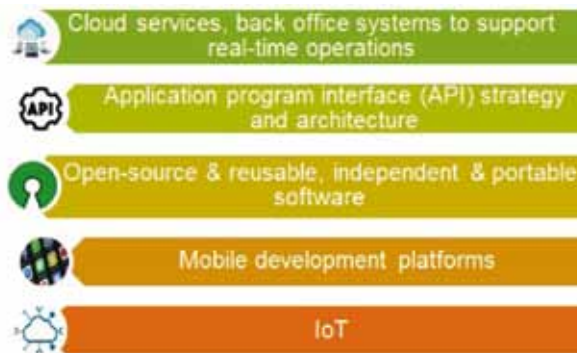 Cloud services, back office systems to support
real-time operations
API
Application program interface (API) strategy
and architecture
Open-source & reusable, independent & portable
software
Mobile development platforms
IoT